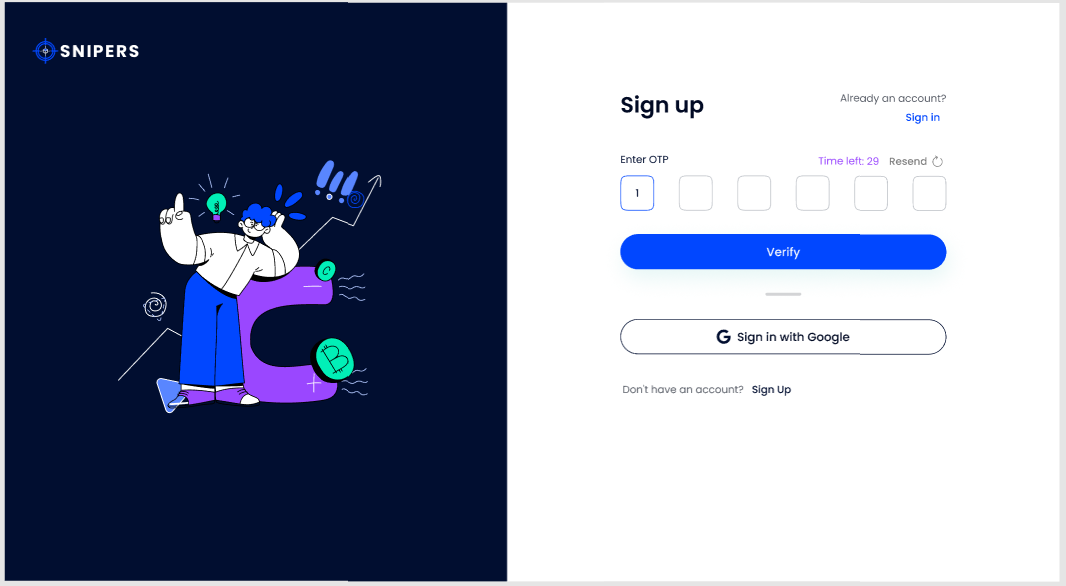 SNIPERS
Sign up
Already an account?
Sign in
Enter OTP
Time left: 29 Resend
1
Verify
Sign in with Google
Don't have an account? Sign Up